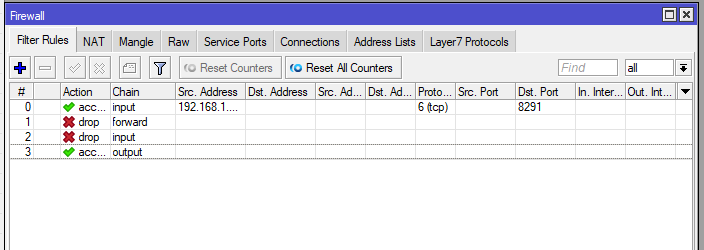 Firewall
Filter Rules NAT Mangle Raw Service Ports Connections Address Lists Layer7 Protocols
Reset Counters Reset All Counters Find all
# Action Chain Src. Address Dst. Address Src. Ad... Dst. Ad... Proto... Src. Port Dst. Port In. Inter... Out. Int...
0 acc... input 192.168.1.... 6 (tcp) 8291
1 drop forward
2 drop input
3 acc... output